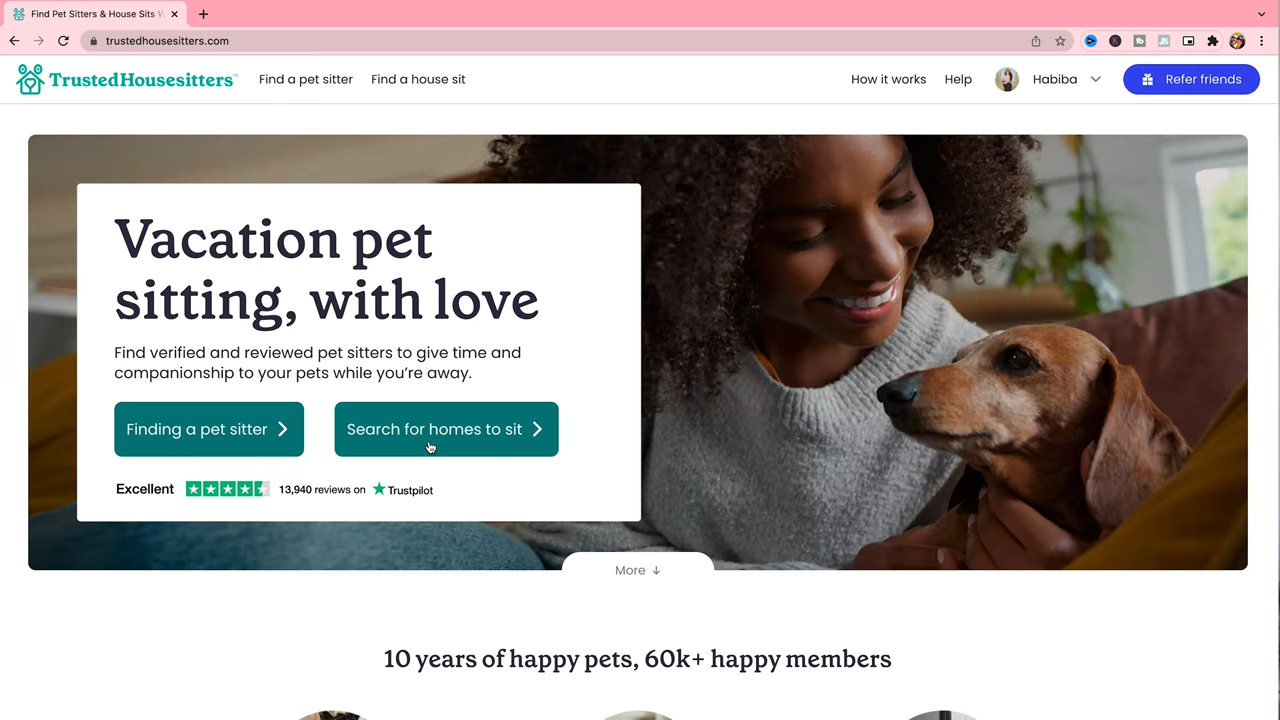 Find Pet Sitters & House Sits
trustedhousesitters.com
TrustedHousesitters™
Find a pet sitter
Find a house sit
How it works
Help
Habiba
Refer friends
Vacation pet
sitting, with love
Find verified and reviewed pet sitters to give time and
companionship to your pets while you're away.
Finding a pet sitter
Search for homes to sit
Excellent
13,940 reviews on
Trustpilot
More ↓
10 years of happy pets, 60k+ happy members